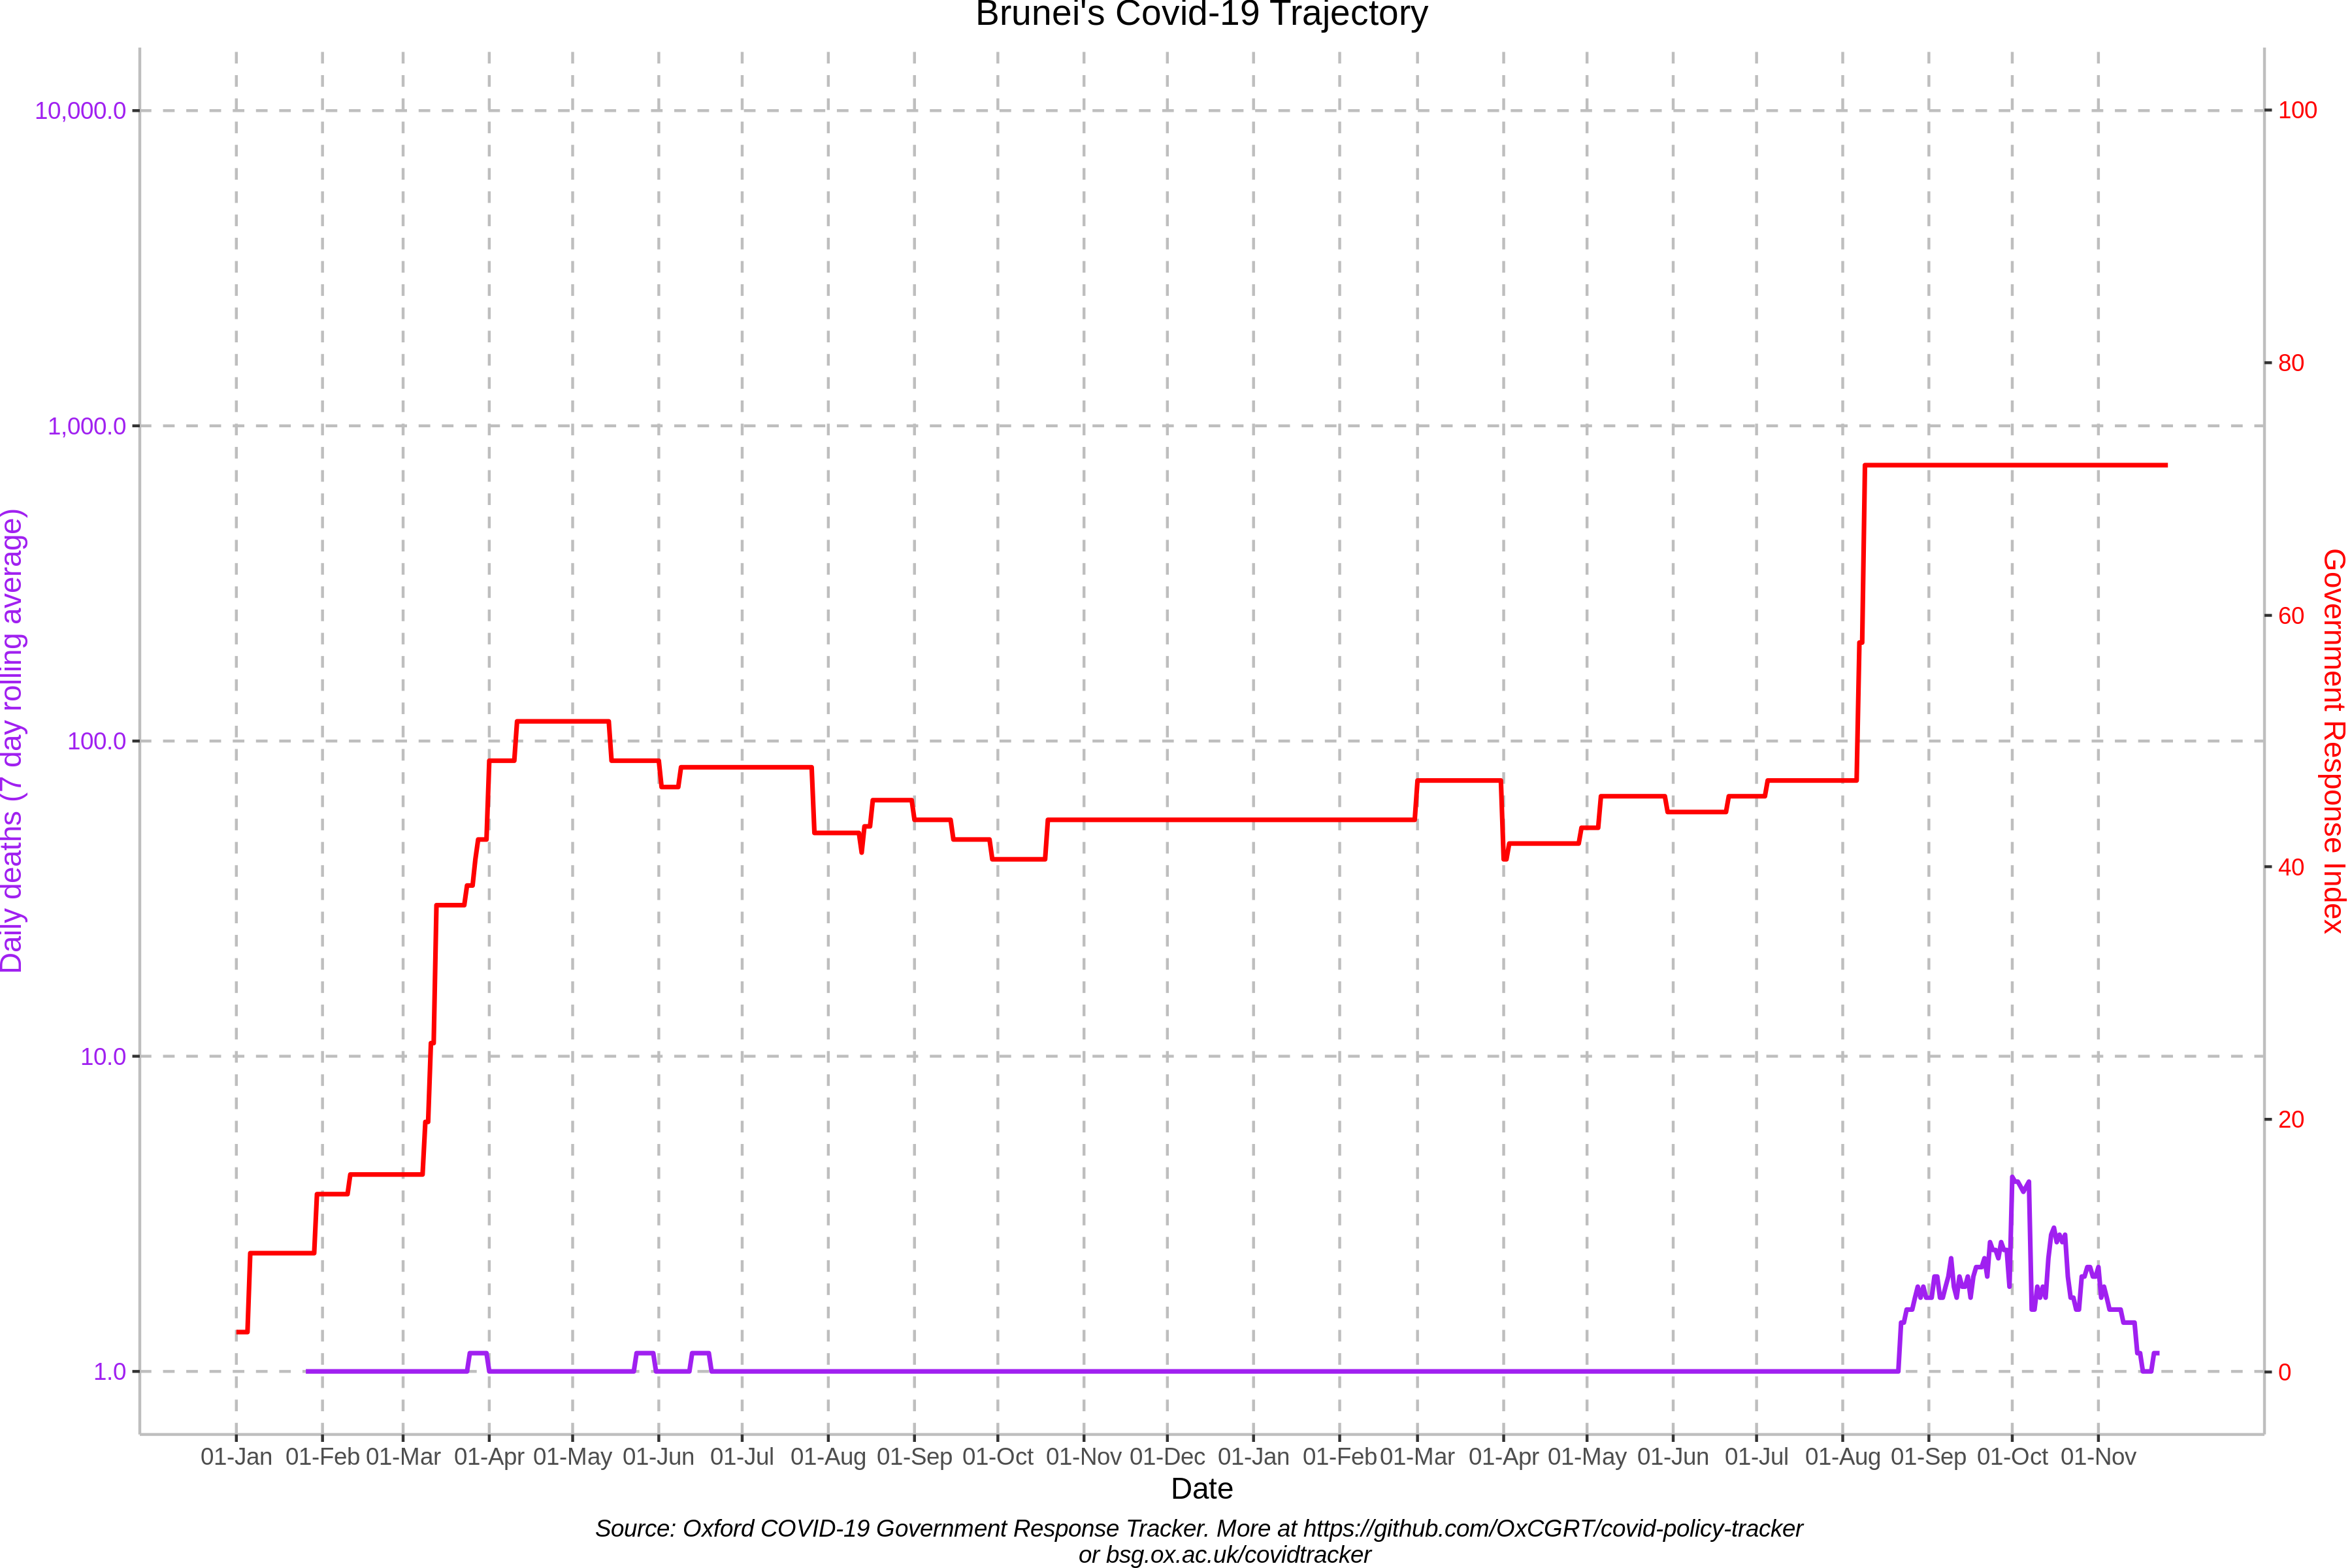 Brunei's Covid-19 Trajectory
10,000.0
1,000.0
100.0
10.0
1.0
Daily deaths (7 day rolling average)
100
80
60
40
20
0
Government Response Index
01-Jan 01-Feb 01-Mar 01-Apr 01-May 01-Jun 01-Jul 01-Aug 01-Sep 01-Oct 01-Nov 01-Dec 01-Jan 01-Feb 01-Mar 01-Apr 01-May 01-Jun 01-Jul 01-Aug 01-Sep 01-Oct 01-Nov
Date
Source: Oxford COVID-19 Government Response Tracker. More at https://github.com/OxCGRT/covid-policy-tracker
or bsg.ox.ac.uk/covidtracker